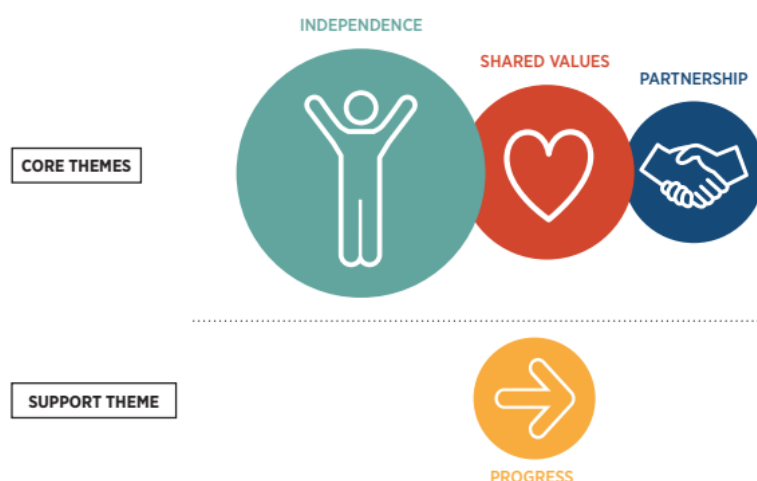 INDEPENDENCE
SHARED VALUES
PARTNERSHIP
CORE THEMES
SUPPORT THEME
PROGRESS